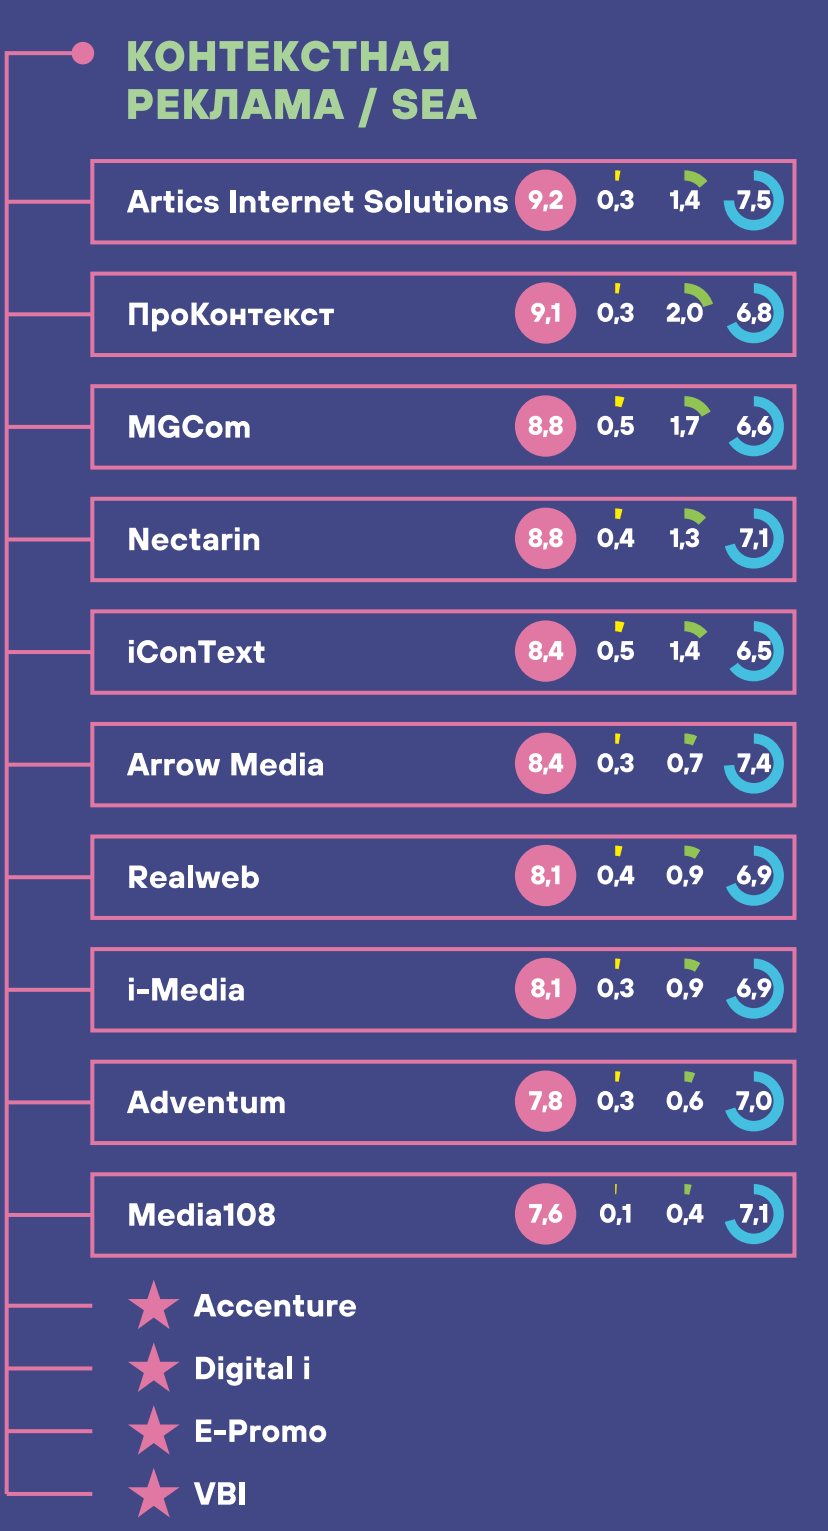 КОНТЕКСТНАЯ
РЕКЛАМА / SEA
Artics Internet Solutions 9,2 0,3 1,4 7,5
ПроКонтекст 9,1 0,3 2,0 6,8
MGCom 8,8 0,5 1,7 6,6
Nectarin 8,8 0,4 1,3 7,1
iConText 8,4 0,5 1,4 6,5
Arrow Media 8,4 0,3 0,7 7,4
Realweb 8,1 0,4 0,9 6,9
i-Media 8,1 0,3 0,9 6,9
Adventum 7,8 0,3 0,6 7,0
Media108 7,6 0,1 0,4 7,1
Accenture
Digital i
E-Promo
VBI